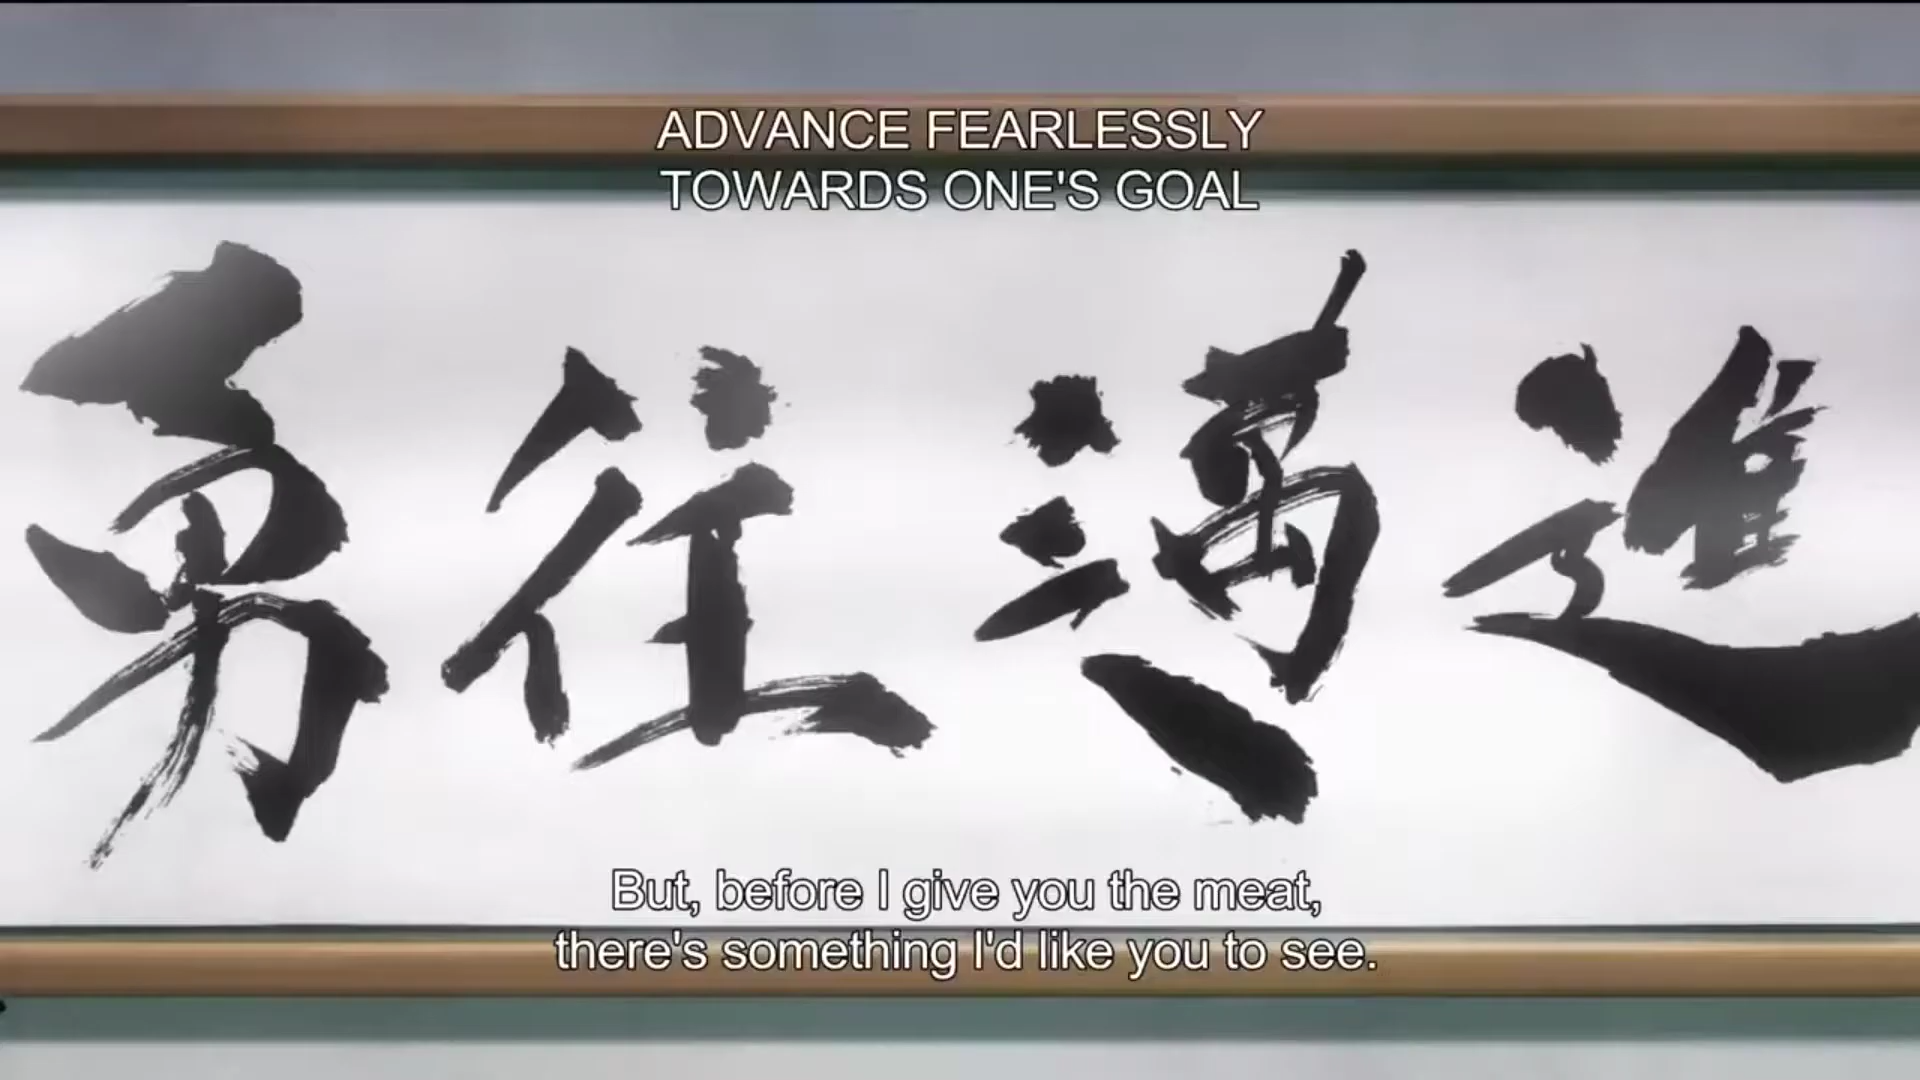 ADVANCE FEARLESSLY
TOWARDS ONE'S GOAL
勇往邁進
But, before I give you the meat,
there's something I'd like you to see.